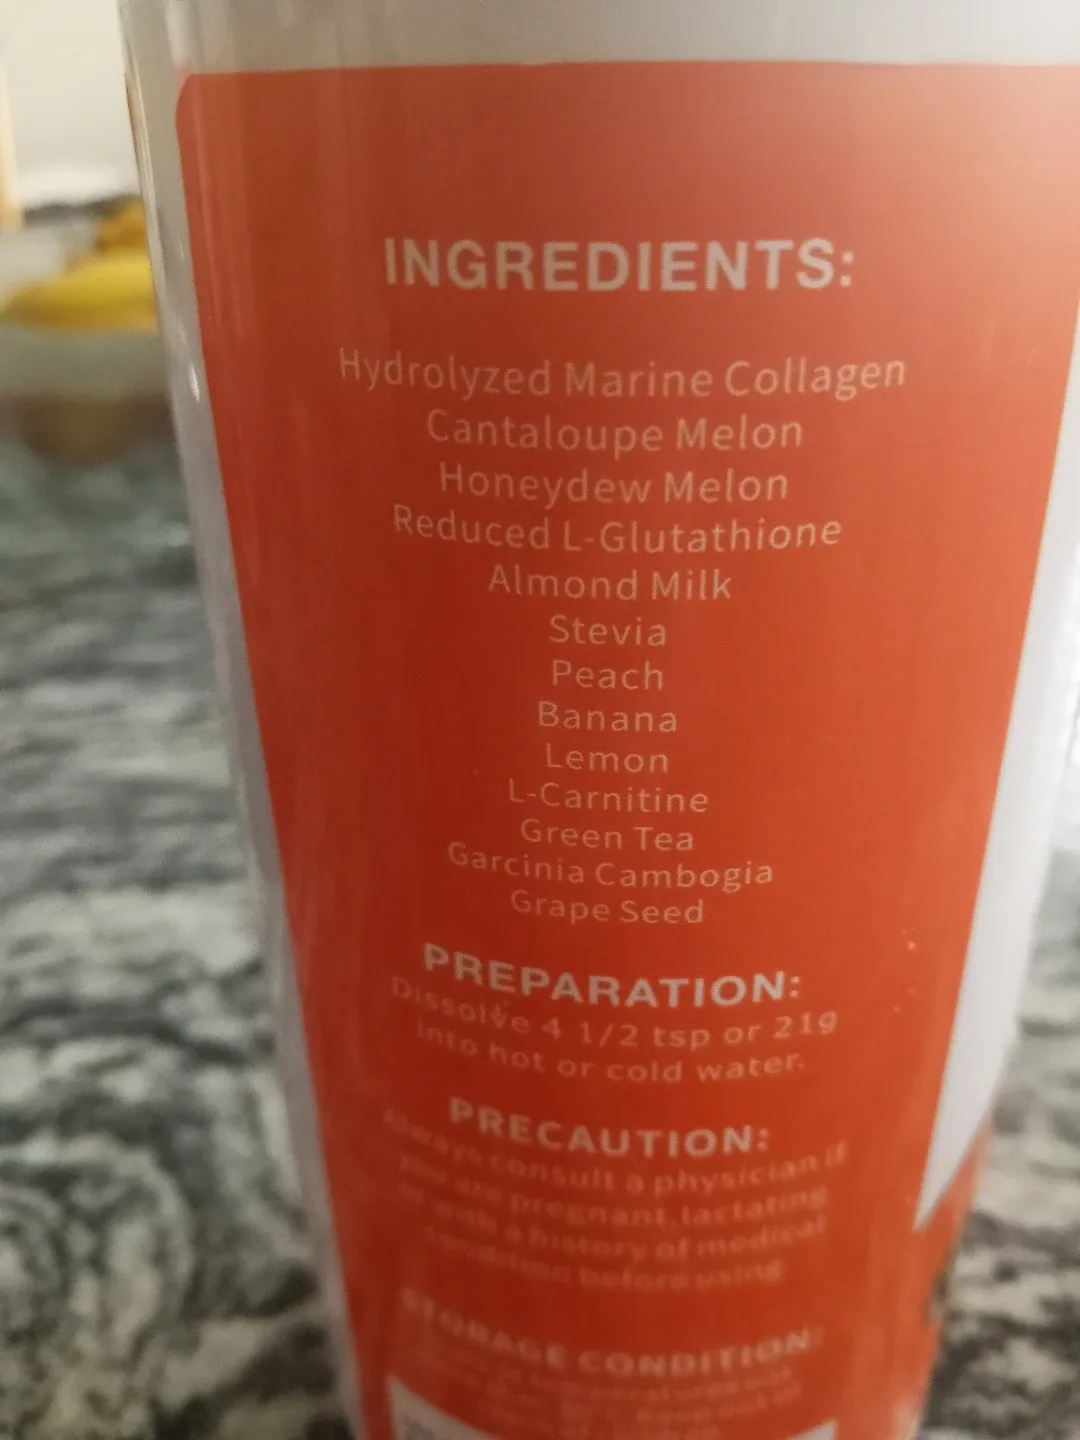 INGREDIENTS:
Hydrolyzed Marine Collagen
Cantaloupe Melon
Honeydew Melon
Reduced L-Glutathione
Almond Milk
Stevia
Peach
Banana
Lemon
L-Carnitine
Green Tea
Garcinia Cambogia
Grape Seed
PREPARATION:
Dissolve 4 1/2 tsp or 21g
into hot or cold water.
PRECAUTION:
Always consult a physician if
you are pregnant, lactating
or with a history of medical
condition before using
STORAGE CONDITION: